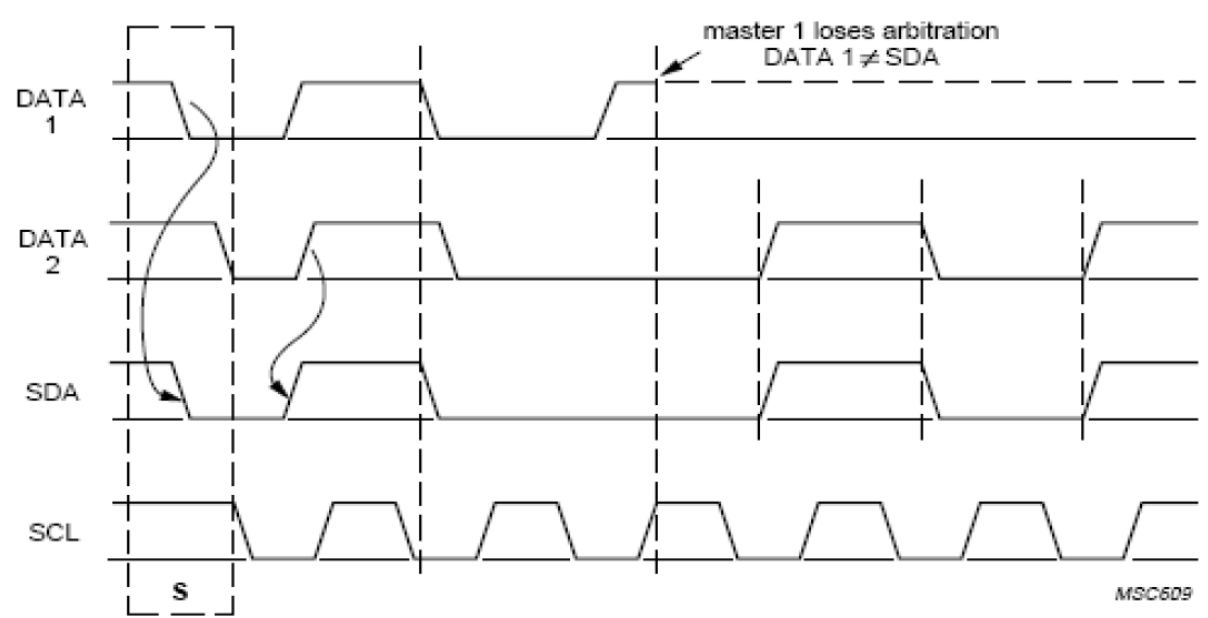 master 1 loses arbitration
DATA 1 ≠ SDA
DATA
1
DATA
2
SDA
SCL
S
MSC609